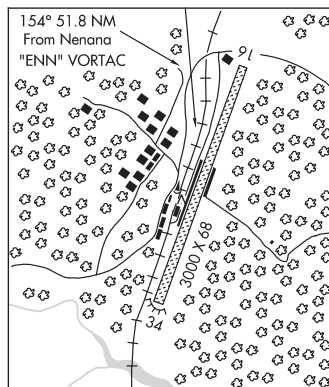 154° 51.8 NM
From Nenana
"ENN" VORTAC
16
3000 X 68
34